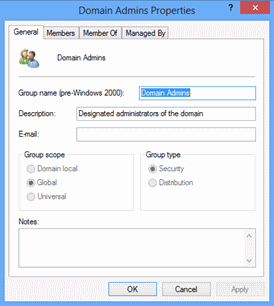 Domain Admins Properties
?
General
Members
Member Of
Managed By
Domain Admins
Group name (pre-Windows 2000):
Domain Admins
Description:
Designated administrators of the domain
E-mail:
Group scope
Domain local
Global
Universal
Group type
Security
Distribution
Notes:
OK
Cancel
Apply